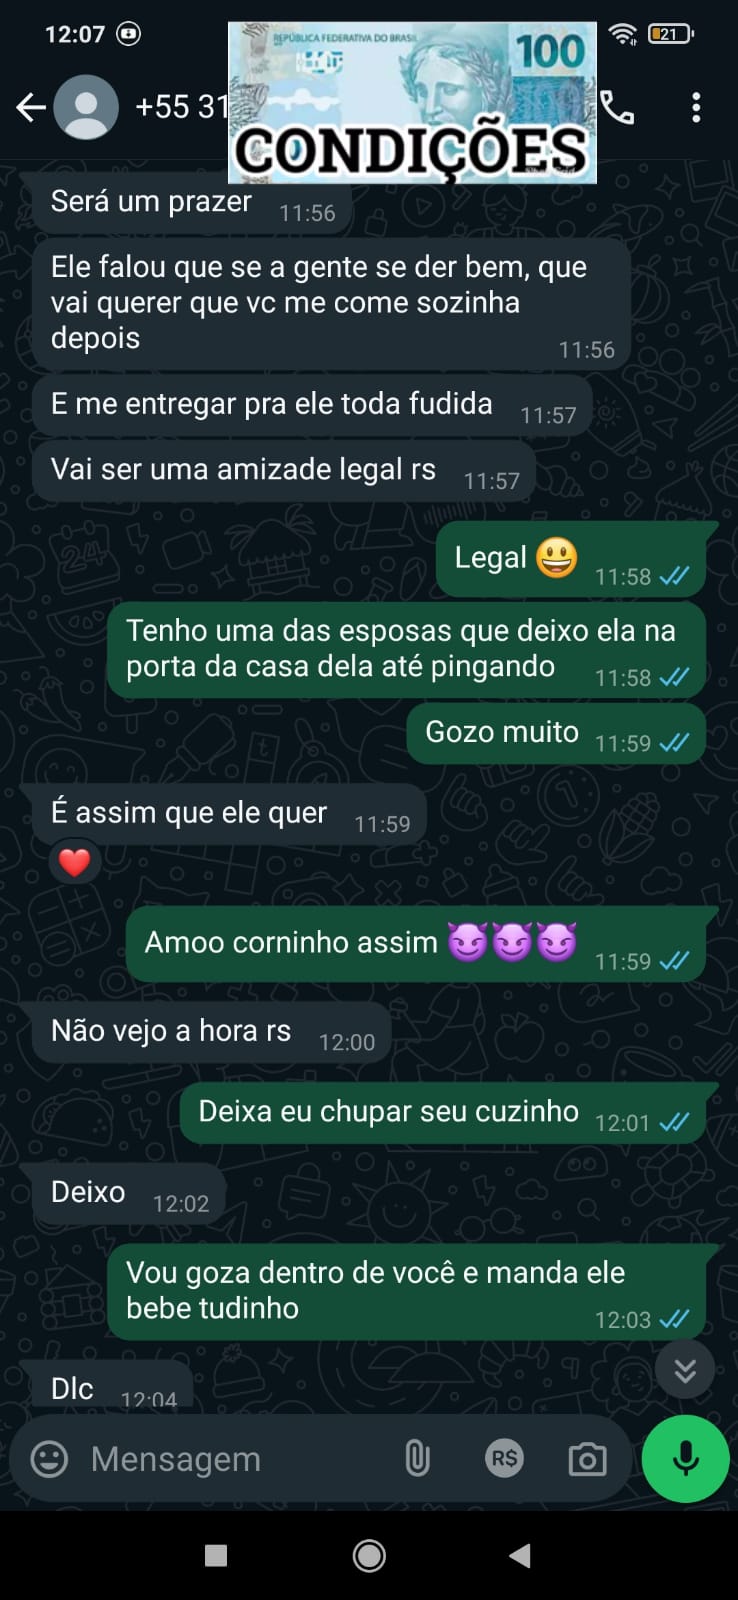 12:07
21
REPÚBLICA FEDERATIVA DO BRASIL
100
+55 31
CONDIÇÕES
Será um prazer 11:56
Ele falou que se a gente se der bem, que
vai querer que vc me come sozinha
depois
11:56
E me entregar pra ele toda fudida 11:57
Vai ser uma amizade legal rs 11:57
Legal 😃 11:58
Tenho uma das esposas que deixo ela na
porta da casa dela até pingando 11:58
Gozo muito 11:59
É assim que ele quer 11:59
❤️
Amoo corninho assim 😈😈😈 11:59
Não vejo a hora rs 12:00
Deixa eu chupar seu cuzinho 12:01
Deixo 12:02
Vou goza dentro de você e manda ele
bebe tudinho 12:03
Dlc 12:04
Mensagem
R$